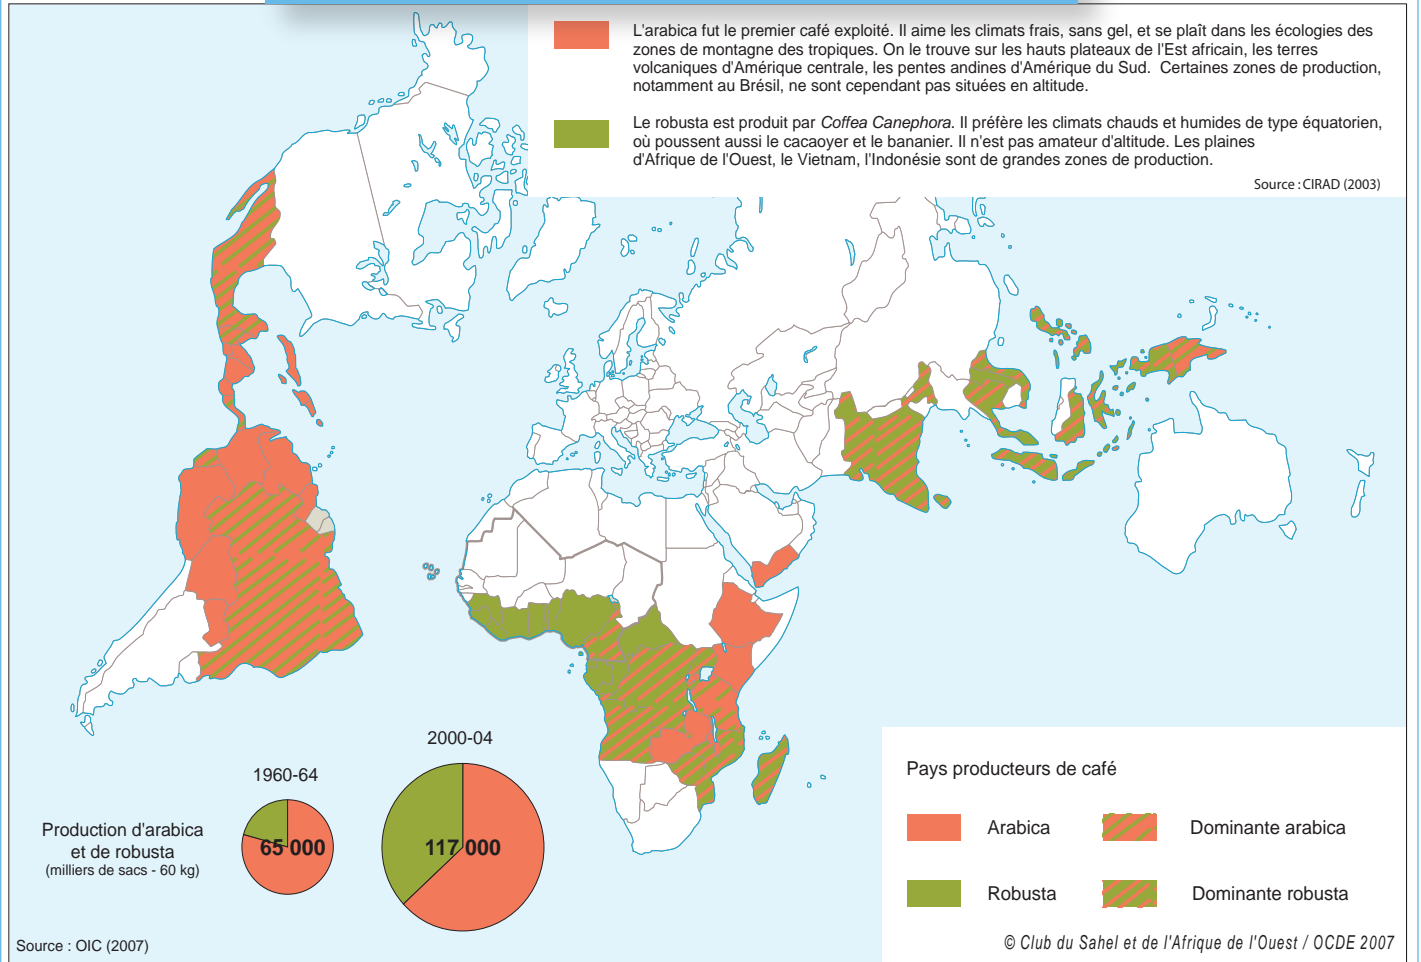 L'arabica fut le premier café exploité. Il aime les climats frais, sans gel, et se plaît dans les écologies des
zones de montagne des tropiques. On le trouve sur les hauts plateaux de l'Est africain, les terres
volcaniques d'Amérique centrale, les pentes andines d'Amérique du Sud. Certaines zones de production,
notamment au Brésil, ne sont cependant pas situées en altitude.
Le robusta est produit par Coffea Canephora. Il préfère les climats chauds et humides de type équatorien,
où poussent aussi le cacaoyer et le bananier. Il n'est pas amateur d'altitude. Les plaines
d'Afrique de l'Ouest, le Vietnam, l'Indonésie sont de grandes zones de production.
Source : CIRAD (2003)
2000-04
1960-64
Production d'arabica
et de robusta
(milliers de sacs - 60 kg)
65 000
117 000
Source : OIC (2007)
Pays producteurs de café
Arabica
Dominante arabica
Robusta
Dominante robusta
© Club du Sahel et de l'Afrique de l'Ouest / OCDE 2007